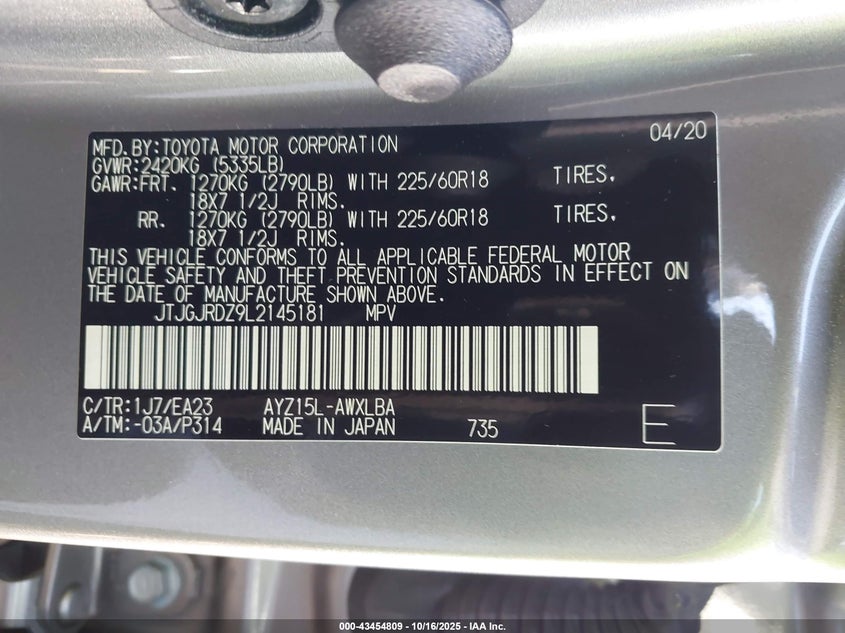 04/20
MFD.BY:TOYOTA MOTOR CORPORATION
GVWR:2420KG (5335LB)
GAWR:FRT. 1270KG (2790LB) WITH 225/60R18 TIRES.
18X7 1/2J RIMS.
RR. 1270KG (2790LB) WITH 225/60R18 TIRES.
18X7 1/2J RIMS.
THIS VEHICLE CONFORMS TO ALL APPLICABLE FEDERAL MOTOR
VEHICLE SAFETY AND THEFT PREVENTION STANDARDS IN EFFECT ON
THE DATE OF MANUFACTURE SHOWN ABOVE.
JTJGJRDZ9L2145181 MPV
C/TR:1J7/EA23 AYZ15L-AWXLBA
A/TM:-03A/P314 MADE IN JAPAN 735 E
000-43454809 - 10/16/2025 - IAA Inc.